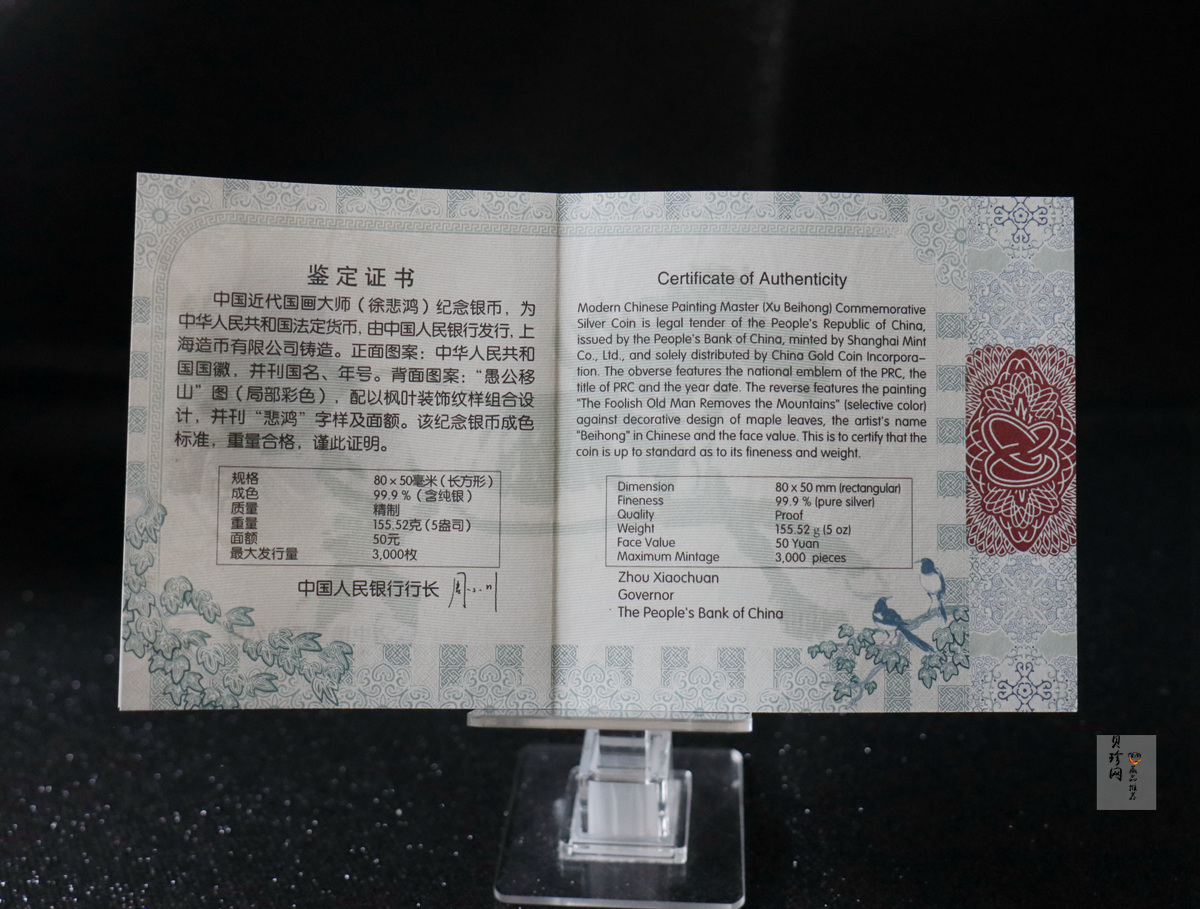 鉴定证书
中国近代国画大师（徐悲鸿）纪念银币，为
中华人民共和国法定货币，由中国人民银行发行，上
海造币有限公司铸造。正面图案：中华人民共和
国国徽，并刊国名、年号。背面图案：“愚公移
山”图（局部彩色），配以枫叶装饰纹样组合设
计，并刊“悲鸿”字样及面额。该纪念银币成色
标准，重量合格，谨此证明。
规格 80×50毫米（长方形）
成色 99.9%（含纯银）
质量 精制
重量 155.52克（5盎司）
面额 50元
最大发行量 3,000枚
中国人民银行行长
Certificate of Authenticity
Modern Chinese Painting Master (Xu Beihong) Commemorative
Silver Coin is legal tender of the People's Republic of China,
issued by the People's Bank of China, minted by Shanghai Mint
Co., Ltd., and solely distributed by China Gold Coin Incorpora-
tion. The obverse features the national emblem of the PRC, the
title of PRC and the year date. The reverse features the painting
"The Foolish Old Man Removes the Mountains" (selective color)
against decorative design of maple leaves, the artist's name
"Beihong" in Chinese and the face value. This is to certify that the
coin is up to standard as to its fineness and weight.
Dimension 80×50 mm (rectangular)
Fineness 99.9 % (pure silver)
Quality Proof
Weight 155.52 g (5 oz)
Face Value 50 Yuan
Maximum Mintage 3,000 pieces
Zhou Xiaochuan
Governor
The People's Bank of China
贝珍网